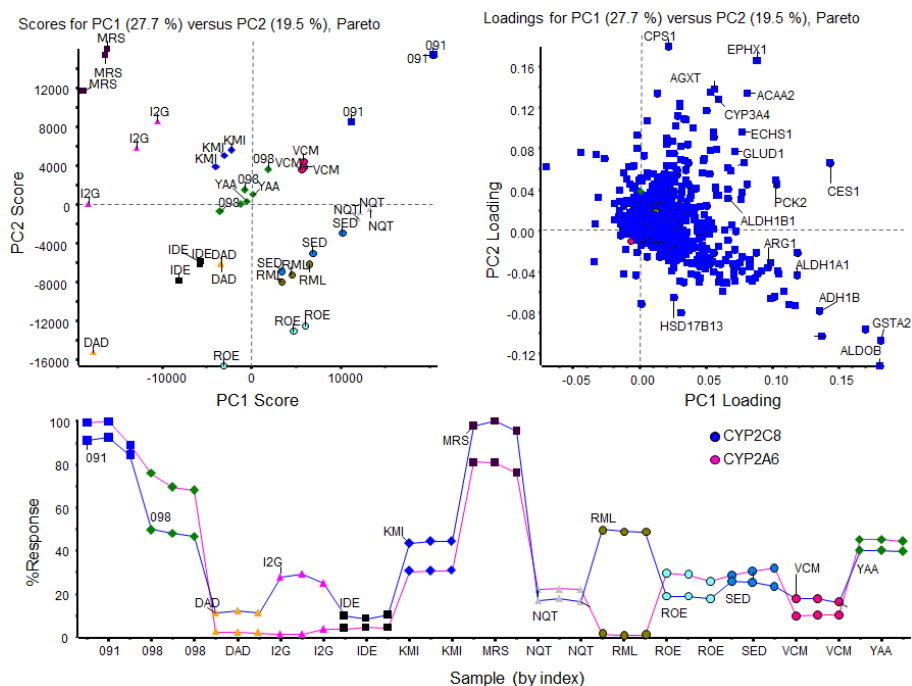 Scores for PC1 (27.7 %) versus PC2 (19.5 %), Pareto
MRS
MRS
MRS
091
091
12000
I2G
091
8000
I2G
KMI
KMI
KMI
098
VCM
VCM
VCM
4000
098
YAA
YAA
I2G
0
098
NQT
NQT
NQT
SED
-4000
IDE
IDE
DAD
SED
SED
IDE
DAD
RML
RML
RML
-8000
-12000
ROE
ROE
DAD
-16000
ROE
-10000
0
10000
PC1 Score
PC2 Score
Loadings for PC1 (27.7 %) versus PC2 (19.5 %), Pareto
CPS1
EPHX1
0.16
AGXT
ACAA2
CYP3A4
0.12
ECHS1
0.08
GLUD1
CES1
0.04
PCK2
ALDH1B1
0.00
ARG1
-0.04
ALDH1A1
ADH1B
HSD17B13
-0.08
GSTA2
-0.12
ALDOB
-0.05
0.00
0.05
0.10
0.15
PC1 Loading
PC2 Loading
100
80
60
40
20
0
%Response
091
098
DAD
I2G
IDE
KMI
MRS
NQT
RML
ROE
SED
VCM
YAA
CYP2C8
CYP2A6
091
098
098
DAD
I2G
I2G
IDE
KMI
KMI
MRS
NQT
NQT
RML
ROE
ROE
SED
VCM
VCM
YAA
Sample (by index)